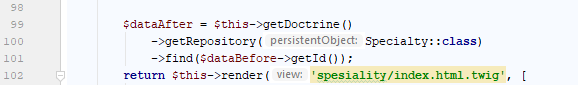 98
99 $dataAfter = $this->getDoctrine()
100 ->getRepository( persistentObject: Specialty::class)
101 ->find($dataBefore->getId());
102 return $this->render( view: 'spesiality/index.html.twig', [